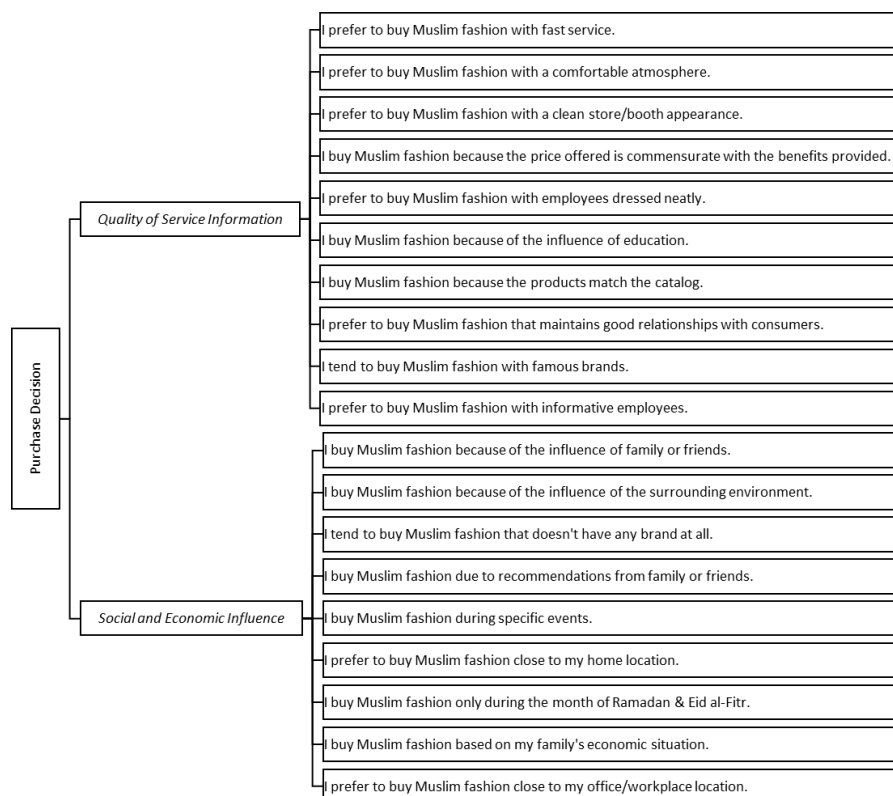 Purchase Decision
Quality of Service Information
I prefer to buy Muslim fashion with fast service.
I prefer to buy Muslim fashion with a comfortable atmosphere.
I prefer to buy Muslim fashion with a clean store/booth appearance.
I buy Muslim fashion because the price offered is commensurate with the benefits provided.
I prefer to buy Muslim fashion with employees dressed neatly.
I buy Muslim fashion because of the influence of education.
I buy Muslim fashion because the products match the catalog.
I prefer to buy Muslim fashion that maintains good relationships with consumers.
I tend to buy Muslim fashion with famous brands.
I prefer to buy Muslim fashion with informative employees.
Social and Economic Influence
I buy Muslim fashion because of the influence of family or friends.
I buy Muslim fashion because of the influence of the surrounding environment.
I tend to buy Muslim fashion that doesn't have any brand at all.
I buy Muslim fashion due to recommendations from family or friends.
I buy Muslim fashion during specific events.
I prefer to buy Muslim fashion close to my home location.
I buy Muslim fashion only during the month of Ramadan & Eid al-Fitr.
I buy Muslim fashion based on my family's economic situation.
I prefer to buy Muslim fashion close to my office/workplace location.